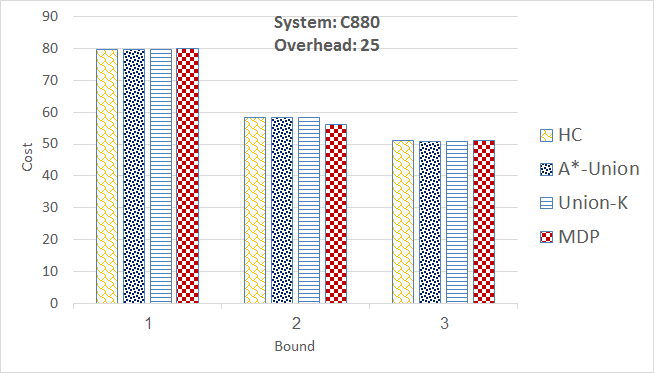 System: C880
Overhead: 25
90
80
70
60
50
40
30
20
10
0
Cost
1 2 3
Bound
HC
A*-Union
Union-K
MDP